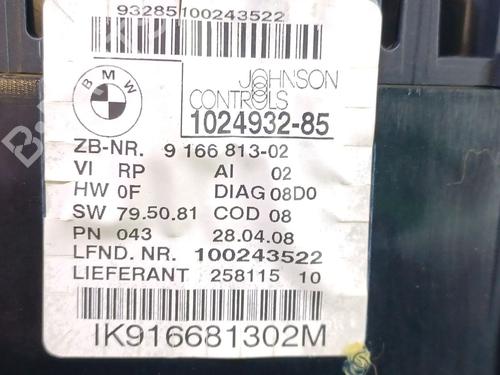 93285100243522
BMW
JOHNSON
CONTROLS
1024932-85
ZB-NR. 9 166 813-02
VI RP AI 02
HW 0F DIAG 08D0
SW 79.50.81 COD 08
PN 043 28.04.08
LFND. NR. 100243522
LIEFERANT 258115 10
IK916681302M